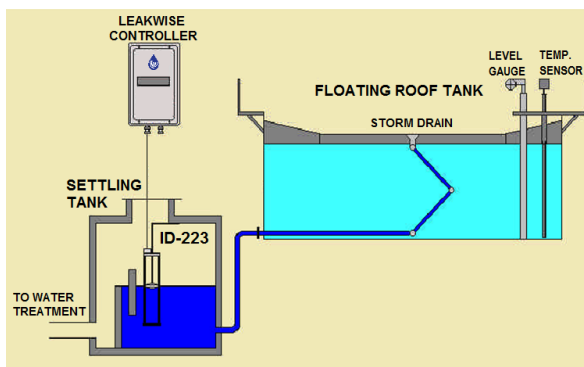 LEAKWISE
CONTROLLER
LEVEL
GAUGE
TEMP.
SENSOR
FLOATING ROOF TANK
STORM DRAIN
SETTLING
TANK
ID-223
TO WATER
TREATMENT